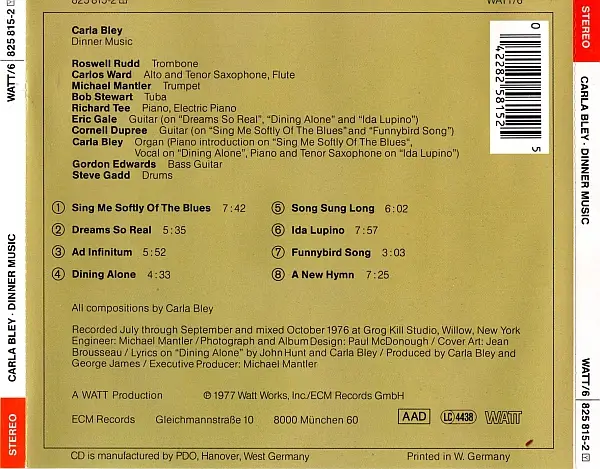 825 815-2
WATT/6
Carla Bley
Dinner Music
Roswell Rudd Trombone
Carlos Ward Alto and Tenor Saxophone, Flute
Michael Mantler Trumpet
Bob Stewart Tuba
Richard Tee Piano, Electric Piano
Eric Gale Guitar (on "Dreams So Real", "Dining Alone" and "Ida Lupino")
Cornell Dupree Guitar (on "Sing Me Softly Of The Blues" and "Funnybird Song")
Carla Bley Organ (Piano introduction on "Sing Me Softly Of The Blues",
Vocal on "Dining Alone", Piano and Tenor Saxophone on "Ida Lupino")
Gordon Edwards Bass Guitar
Steve Gadd Drums
① Sing Me Softly Of The Blues 7:42
② Dreams So Real 5:35
③ Ad Infinitum 5:52
④ Dining Alone 4:33
⑤ Song Sung Long 6:02
⑥ Ida Lupino 7:57
⑦ Funnybird Song 3:03
⑧ A New Hymn 7:25
All compositions by Carla Bley
Recorded July through September and mixed October 1976 at Grog Kill Studio, Willow, New York
Engineer: Michael Mantler / Photograph and Album Design: Paul McDonough / Cover Art: Jean
Brousseau / Lyrics on "Dining Alone" by John Hunt and Carla Bley / Produced by Carla Bley and
George James / Executive Producer: Michael Mantler
A WATT Production ℗ 1977 Watt Works, Inc./ECM Records GmbH
ECM Records Gleichmannstraße 10 8000 München 60
AAD LC 4438 WATT
CD is manufactured by PDO, Hanover, West Germany
Printed in W. Germany
0 42282 58152 5
STEREO CARLA BLEY · DINNER MUSIC WATT/6 825 815-2
STEREO CARLA BLEY · DINNER MUSIC WATT/6 825 815-2